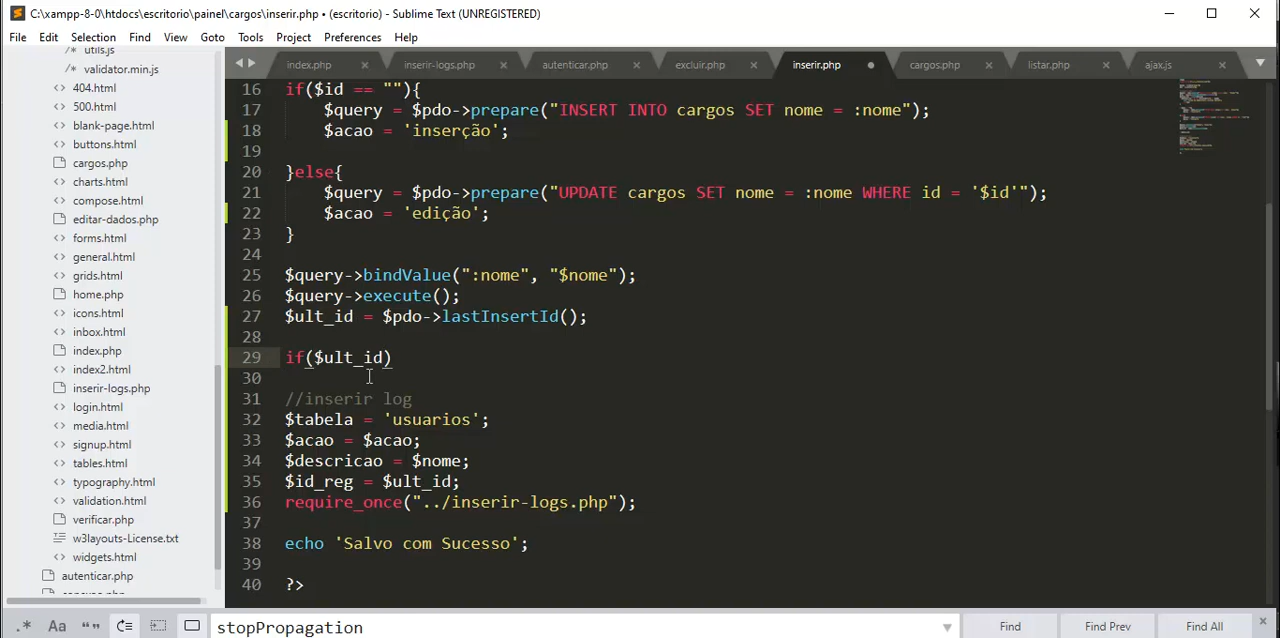 C:\xampp-8-0\htdocs\escritorio\painel\cargos\inserir.php • (escritorio) - Sublime Text (UNREGISTERED)
File Edit Selection Find View Goto Tools Project Preferences Help
index.php inserir-logs.php autenticar.php excluir.php inserir.php cargos.php listar.php ajax.js
/* utils.js
/* validator.min.js
<> 404.html
<> 500.html
<> blank-page.html
<> buttons.html
cargos.php
<> charts.html
<> compose.html
editar-dados.php
<> forms.html
<> general.html
<> grids.html
home.php
<> icons.html
<> inbox.html
index.php
<> index2.html
inserir-logs.php
<> login.html
<> media.html
<> signup.html
<> tables.html
<> typography.html
<> validation.html
verificar.php
w3layouts-License.txt
<> widgets.html
autenticar.php
16 if($id == ""){
17 $query = $pdo->prepare("INSERT INTO cargos SET nome = :nome");
18 $acao = 'inserção';
19
20 }else{
21 $query = $pdo->prepare("UPDATE cargos SET nome = :nome WHERE id = '$id'");
22 $acao = 'edição';
23 }
24
25 $query->bindValue(":nome", "$nome");
26 $query->execute();
27 $ult_id = $pdo->lastInsertId();
28
29 if($ult_id)
30
31 //inserir log
32 $tabela = 'usuarios';
33 $acao = $acao;
34 $descricao = $nome;
35 $id_reg = $ult_id;
36 require_once("../inserir-logs.php");
37
38 echo 'Salvo com Sucesso';
39
40 ?>
.* Aa “” stopPropagation Find Find Prev Find All